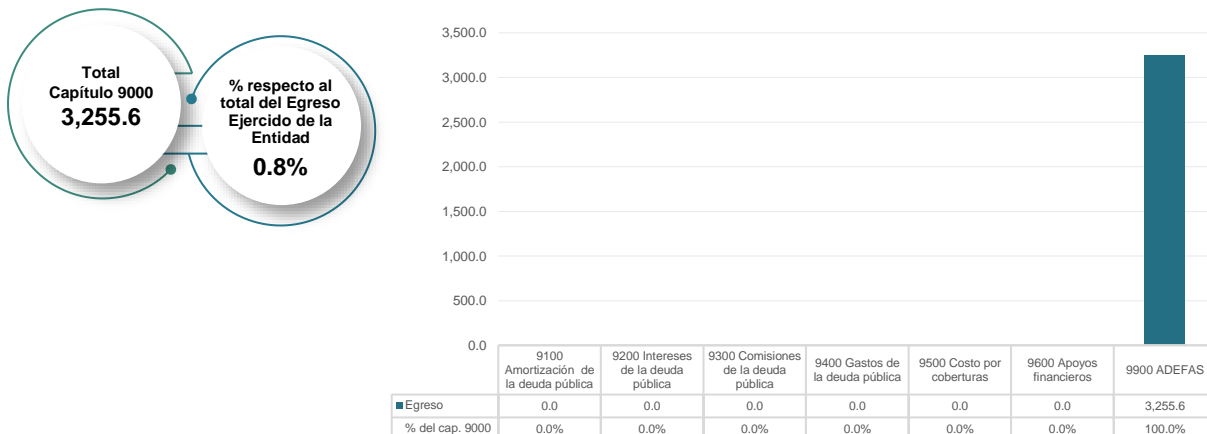 Total
Capítulo 9000
3,255.6
% respecto al
total del Egreso
Ejercido de la
Entidad
0.8%
3,500.0
3,000.0
2,500.0
2,000.0
1,500.0
1,000.0
500.0
0.0
9100
Amortización de
la deuda pública
9200 Intereses
de la deuda
pública
9300 Comisiones
de la deuda
pública
9400 Gastos de
la deuda pública
9500 Costo por
coberturas
9600 Apoyos
financieros
9900 ADEFAS
Egreso 0.0 0.0 0.0 0.0 0.0 0.0 3,255.6
% del cap. 9000 0.0% 0.0% 0.0% 0.0% 0.0% 0.0% 100.0%